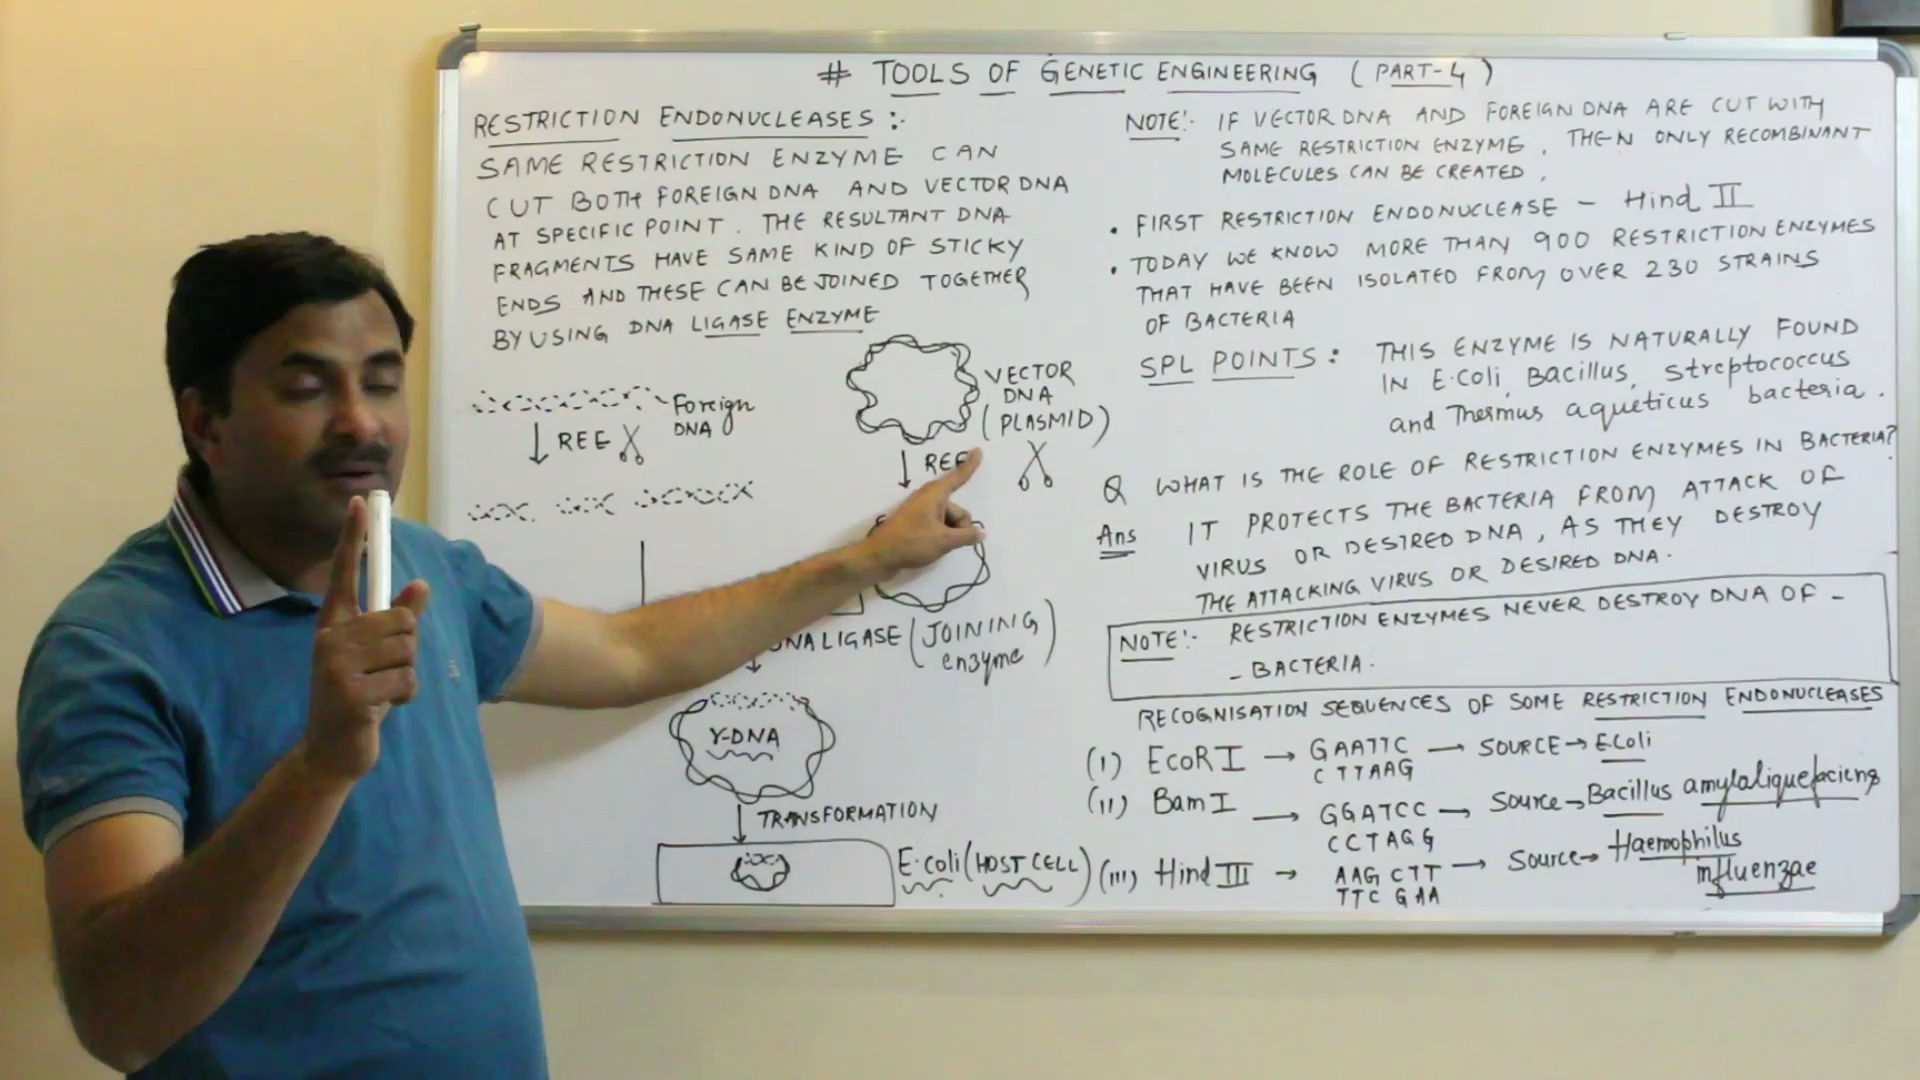 # TOOLS OF GENETIC ENGINEERING (PART-4)
RESTRICTION ENDONUCLEASES :-
SAME RESTRICTION ENZYME CAN
CUT BOTH FOREIGN DNA AND VECTOR DNA
AT SPECIFIC POINT. THE RESULTANT DNA
FRAGMENTS HAVE SAME KIND OF STICKY
ENDS AND THESE CAN BE JOINED TOGETHER
BY USING DNA LIGASE ENZYME
Foreign
DNA
REE
VECTOR
DNA
(PLASMID)
REE
DNA LIGASE (JOINING
enzyme)
Y-DNA
TRANSFORMATION
E.coli (HOST CELL)
NOTE:- IF VECTOR DNA AND FOREIGN DNA ARE CUT WITH
SAME RESTRICTION ENZYME, THEN ONLY RECOMBINANT
MOLECULES CAN BE CREATED.
• FIRST RESTRICTION ENDONUCLEASE - Hind II
• TODAY WE KNOW MORE THAN 900 RESTRICTION ENZYMES
THAT HAVE BEEN ISOLATED FROM OVER 230 STRAINS
OF BACTERIA
SPL POINTS: THIS ENZYME IS NATURALLY FOUND
IN E.Coli, Bacillus, Streptococcus
and Thermus aqueticus bacteria.
Q WHAT IS THE ROLE OF RESTRICTION ENZYMES IN BACTERIA?
Ans IT PROTECTS THE BACTERIA FROM ATTACK OF
VIRUS OR DESIRED DNA, AS THEY DESTROY
THE ATTACKING VIRUS OR DESIRED DNA.
NOTE:- RESTRICTION ENZYMES NEVER DESTROY DNA OF -
- BACTERIA.
RECOGNISATION SEQUENCES OF SOME RESTRICTION ENDONUCLEASES
(I) EcoR I → GAATTC → SOURCE → E.Coli
CTTAAG
(II) Bam I → GGATCC → Source → Bacillus amylaliquefaciens
CCTAGG
(III) Hind III → AAG CTT → Source → Haemophilus
TTC GAA influenzae